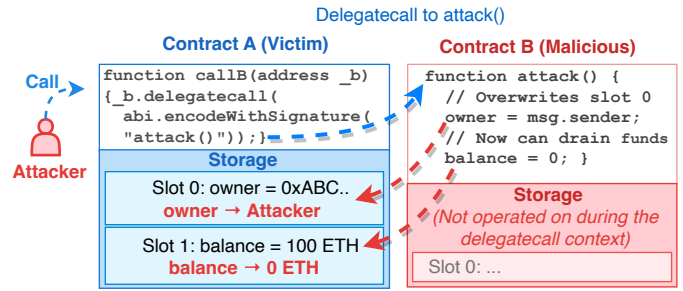 Delegatecall to attack()
Contract A (Victim)
Contract B (Malicious)
Call
Attacker
function callB(address _b)
{_b.delegatecall(
abi.encodeWithSignature(
"attack()"));}
Storage
Slot 0: owner = 0xABC..
owner → Attacker
Slot 1: balance = 100 ETH
balance → 0 ETH
function attack() {
// Overwrites slot 0
owner = msg.sender;
// Now can drain funds
balance = 0; }
Storage
(Not operated on during the
delegatecall context)
Slot 0: ...